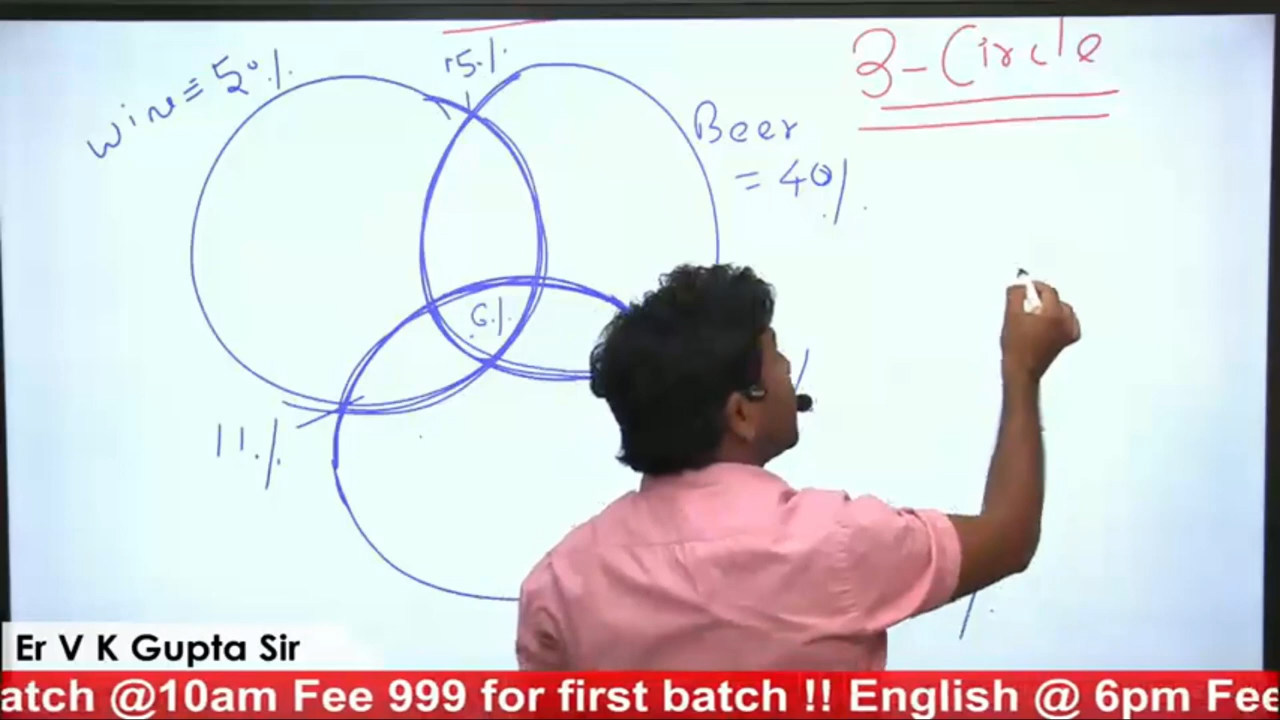 3-Circle
wine = 50%
15%
Beer
= 40%
6%
11%
Er V K Gupta Sir
atch @10am Fee 999 for first batch !! English @ 6pm Fee